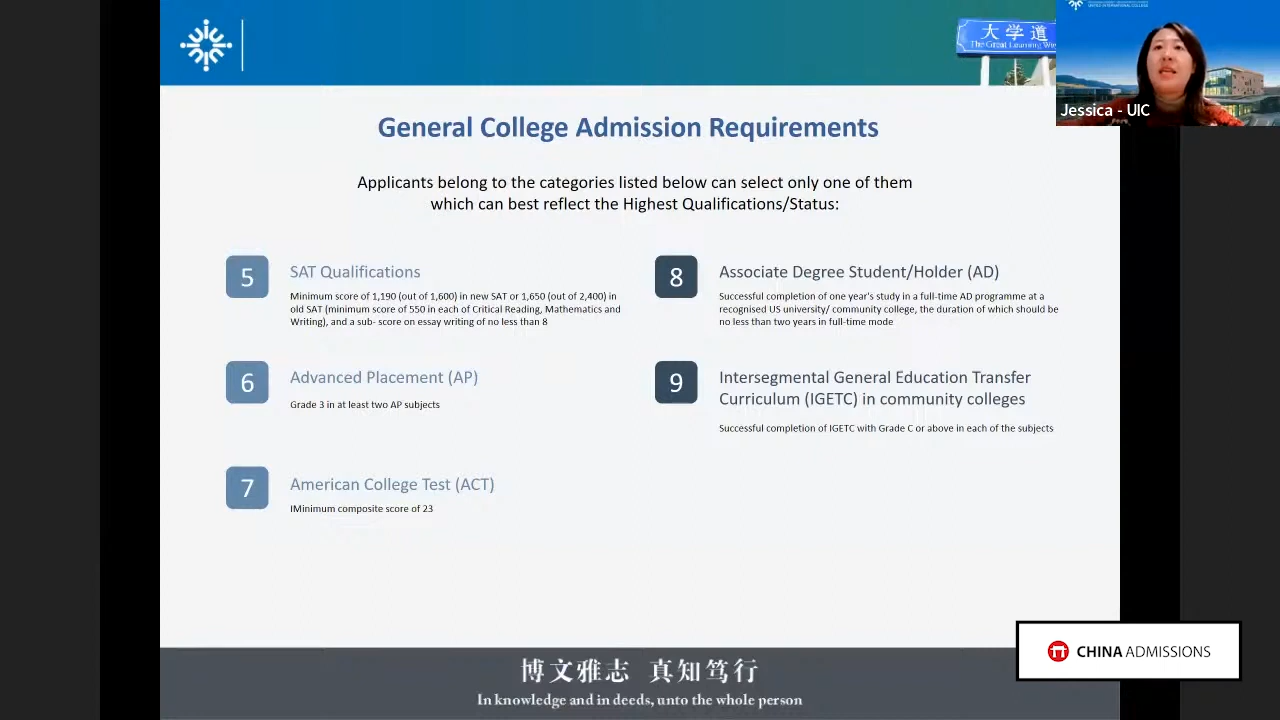 大学道
The Great Learning Way
UNITED INTERNATIONAL COLLEGE
Jessica - UIC
General College Admission Requirements
Applicants belong to the categories listed below can select only one of them
which can best reflect the Highest Qualifications/Status:
5
SAT Qualifications
Minimum score of 1,190 (out of 1,600) in new SAT or 1,650 (out of 2,400) in
old SAT (minimum score of 550 in each of Critical Reading, Mathematics and
Writing), and a sub- score on essay writing of no less than 8
6
Advanced Placement (AP)
Grade 3 in at least two AP subjects
7
American College Test (ACT)
IMinimum composite score of 23
8
Associate Degree Student/Holder (AD)
Successful completion of one year's study in a full-time AD programme at a
recognised US university/ community college, the duration of which should be
no less than two years in full-time mode
9
Intersegmental General Education Transfer
Curriculum (IGETC) in community colleges
Successful completion of IGETC with Grade C or above in each of the subjects
CHINA ADMISSIONS
博文雅志 真知笃行
In knowledge and in deeds, unto the whole person